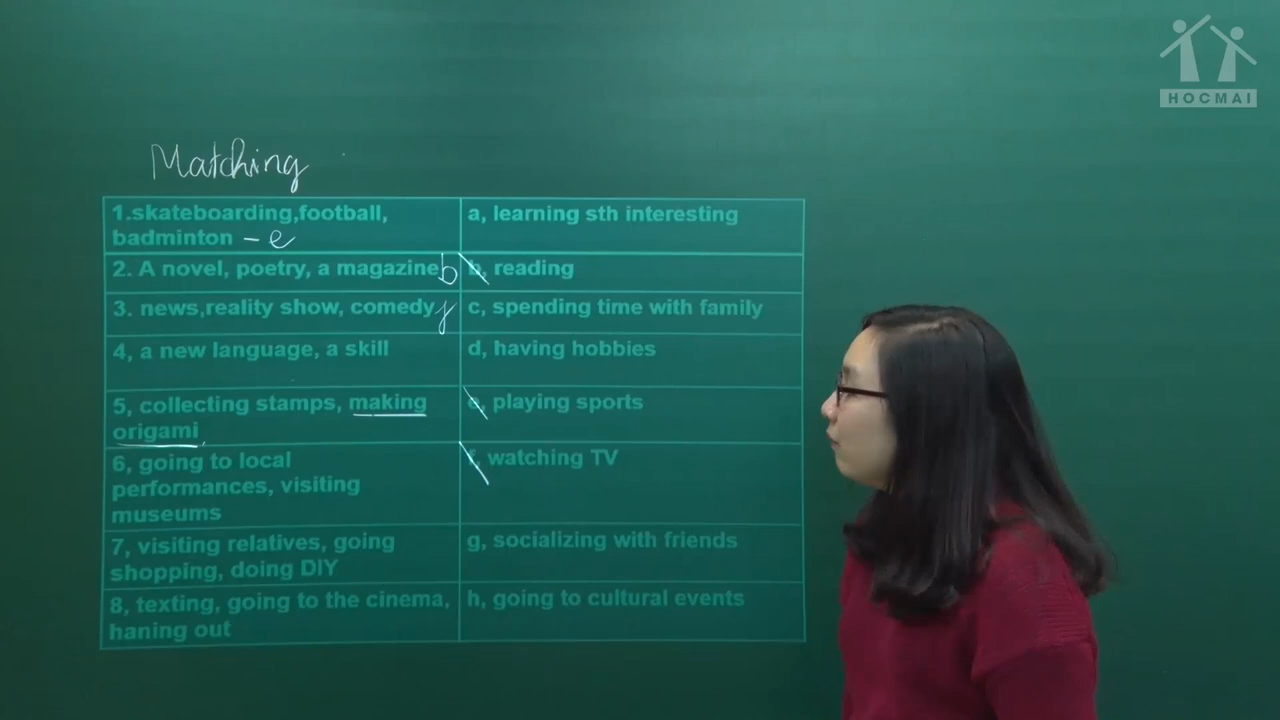 HOCMAI
Matching
1.skateboarding,football,
badminton – e
a, learning sth interesting
2. A novel, poetry, a magazine b
b, reading
3. news,reality show, comedy f
c, spending time with family
4, a new language, a skill
d, having hobbies
5, collecting stamps, making
origami,
e, playing sports
6, going to local
performances, visiting
museums
f, watching TV
7, visiting relatives, going
shopping, doing DIY
g, socializing with friends
8, texting, going to the cinema,
haning out
h, going to cultural events